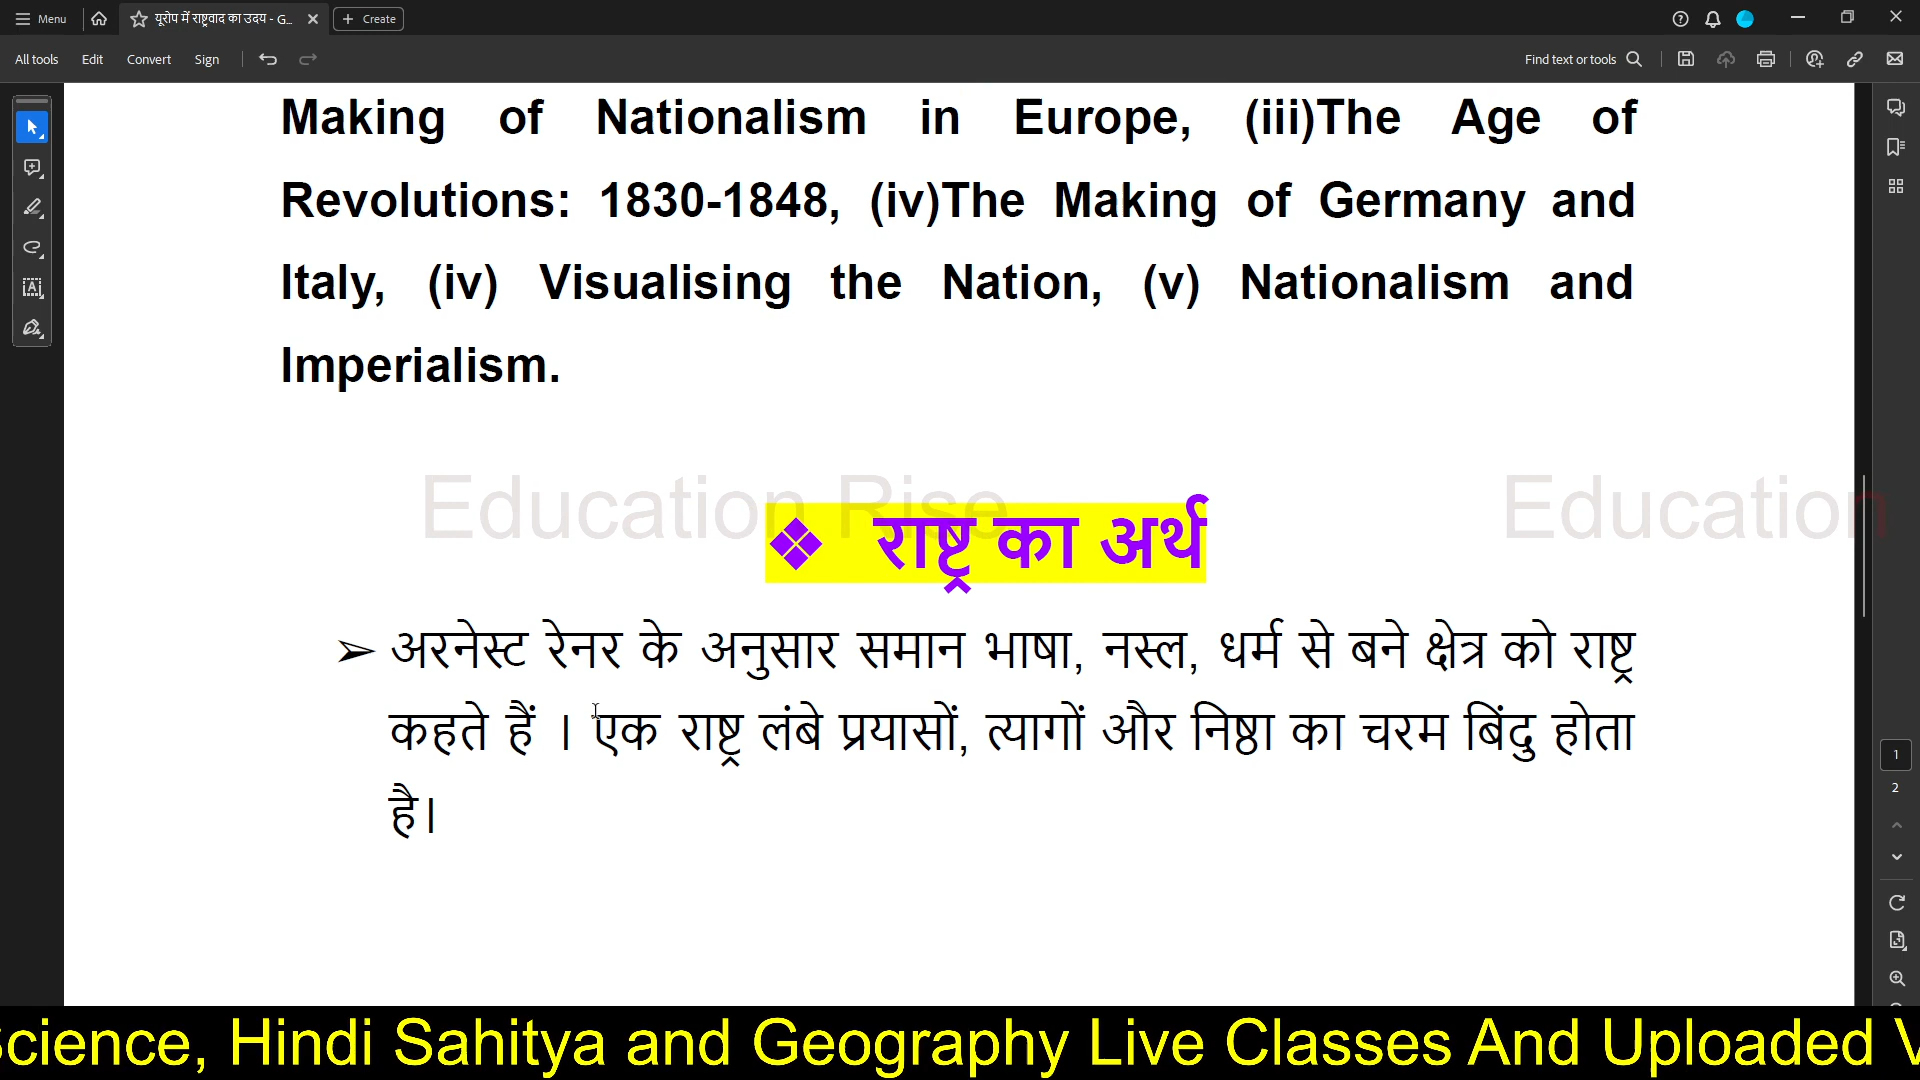 Menu
यूरोप में राष्ट्रवाद का उदय - G...
Create
All tools Edit Convert Sign
Find text or tools
Making of Nationalism in Europe, (iii)The Age of
Revolutions: 1830-1848, (iv)The Making of Germany and
Italy, (iv) Visualising the Nation, (v) Nationalism and
Imperialism.
Education Rise Education
❖ राष्ट्र का अर्थ
➢ अरनेस्ट रेनर के अनुसार समान भाषा, नस्ल, धर्म से बने क्षेत्र को राष्ट्र
कहते हैं । एक राष्ट्र लंबे प्रयासों, त्यागों और निष्ठा का चरम बिंदु होता
है।
1
2
Science, Hindi Sahitya and Geography Live Classes And Uploaded V